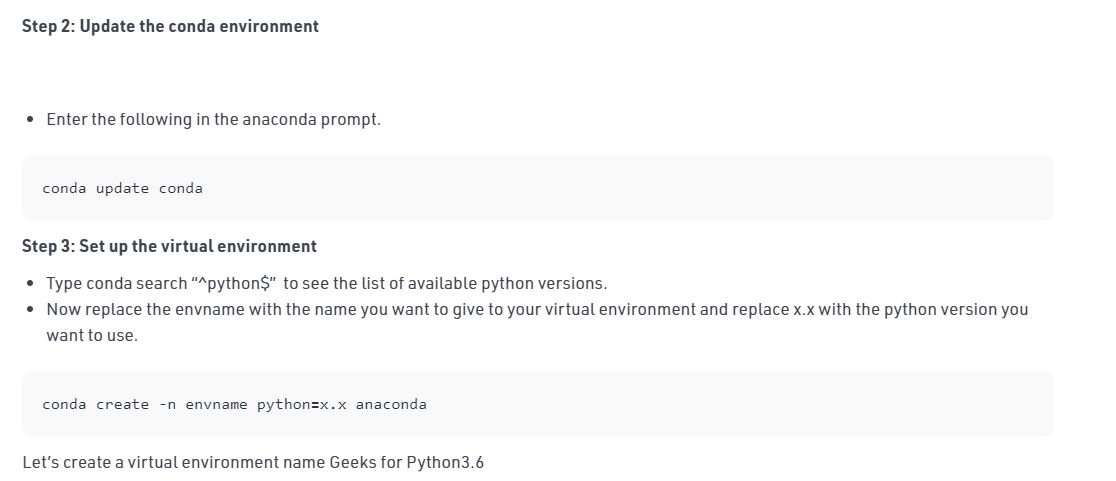 Step 2: Update the conda environment
• Enter the following in the anaconda prompt.
conda update conda
Step 3: Set up the virtual environment
• Type conda search "^python$"  to see the list of available python versions.
• Now replace the envname with the name you want to give to your virtual environment and replace x.x with the python version you
want to use.
conda create -n envname python=x.x anaconda
Let's create a virtual environment name Geeks for Python3.6